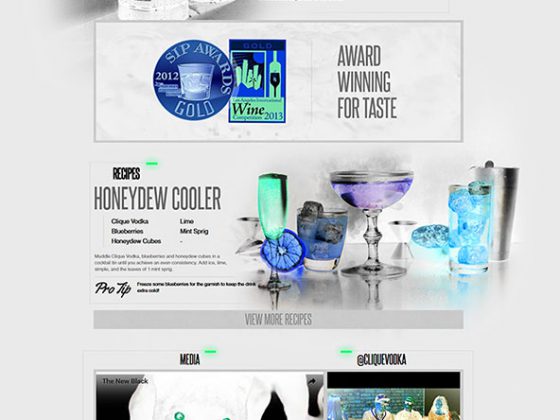 SIP AWARDS
2012
GOLD
GOLD
Los Angeles International
Wine
Competition 2013
AWARD
WINNING
FOR TASTE
RECIPES
HONEYDEW COOLER
Clique Vodka Lime
Blueberries Mint Sprig
Honeydew Cubes -
Muddle Clique Vodka, blueberries and honeydew cubes in a
cocktail tin until you achieve an even consistency. Add ice, lime,
simple, and the leaves of 1 mint sprig.
Pro Tip Freeze some blueberries for the garnish to keep the drink
extra cold!
VIEW MORE RECIPES
MEDIA @CLIQUEVODKA
The New Black